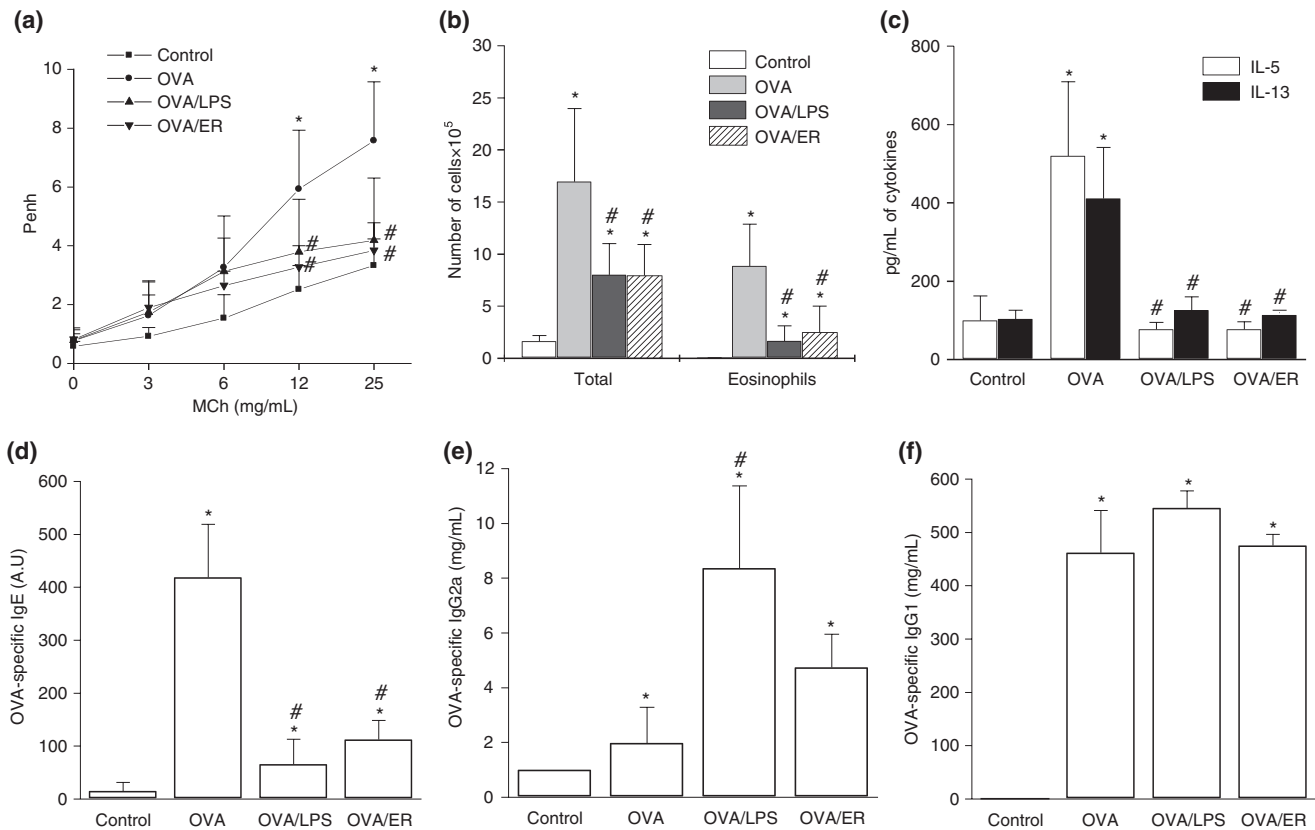 (a)
Control
OVA
OVA/LPS
OVA/ER
10
8
6
4
2
0
Penh
*
*
#
#
#
#
0 3 6 12 25
MCh (mg/mL)
(b)
30
25
20
15
10
5
0
Number of cells×10⁵
Control
OVA
OVA/LPS
OVA/ER
*
#
*
#
*
*
#
*
#
*
Total Eosinophils
(c)
800
600
400
200
0
pg/mL of cytokines
IL-5
IL-13
*
*
# #
# #
Control OVA OVA/LPS OVA/ER
(d)
600
500
400
300
200
100
0
OVA-specific IgE (A.U)
*
#
*
#
*
Control OVA OVA/LPS OVA/ER
(e)
12
10
8
6
4
2
0
OVA-specific IgG2a (mg/mL)
*
#
*
*
Control OVA OVA/LPS OVA/ER
(f)
600
500
400
300
200
100
0
OVA-specific IgG1 (mg/mL)
*
*
*
Control OVA OVA/LPS OVA/ER